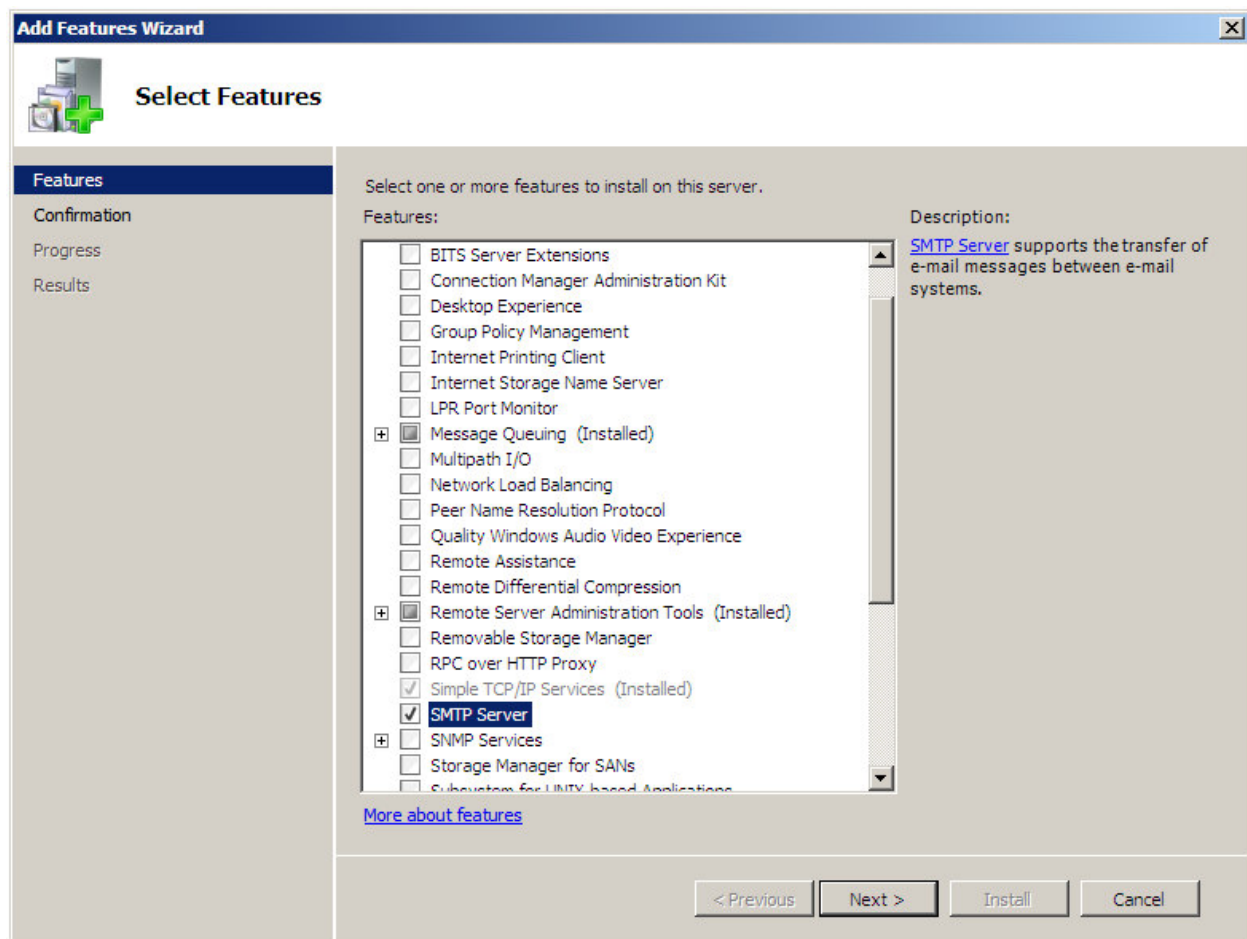 Add Features Wizard
Select Features
Features
Confirmation
Progress
Results
Select one or more features to install on this server.
Features:
BITS Server Extensions
Connection Manager Administration Kit
Desktop Experience
Group Policy Management
Internet Printing Client
Internet Storage Name Server
LPR Port Monitor
Message Queuing (Installed)
Multipath I/O
Network Load Balancing
Peer Name Resolution Protocol
Quality Windows Audio Video Experience
Remote Assistance
Remote Differential Compression
Remote Server Administration Tools (Installed)
Removable Storage Manager
RPC over HTTP Proxy
Simple TCP/IP Services (Installed)
SMTP Server
SNMP Services
Storage Manager for SANs
Subsystem for UNIX-based Applications
More about features
Description:
SMTP Server supports the transfer of
e-mail messages between e-mail
systems.
< Previous
Next >
Install
Cancel